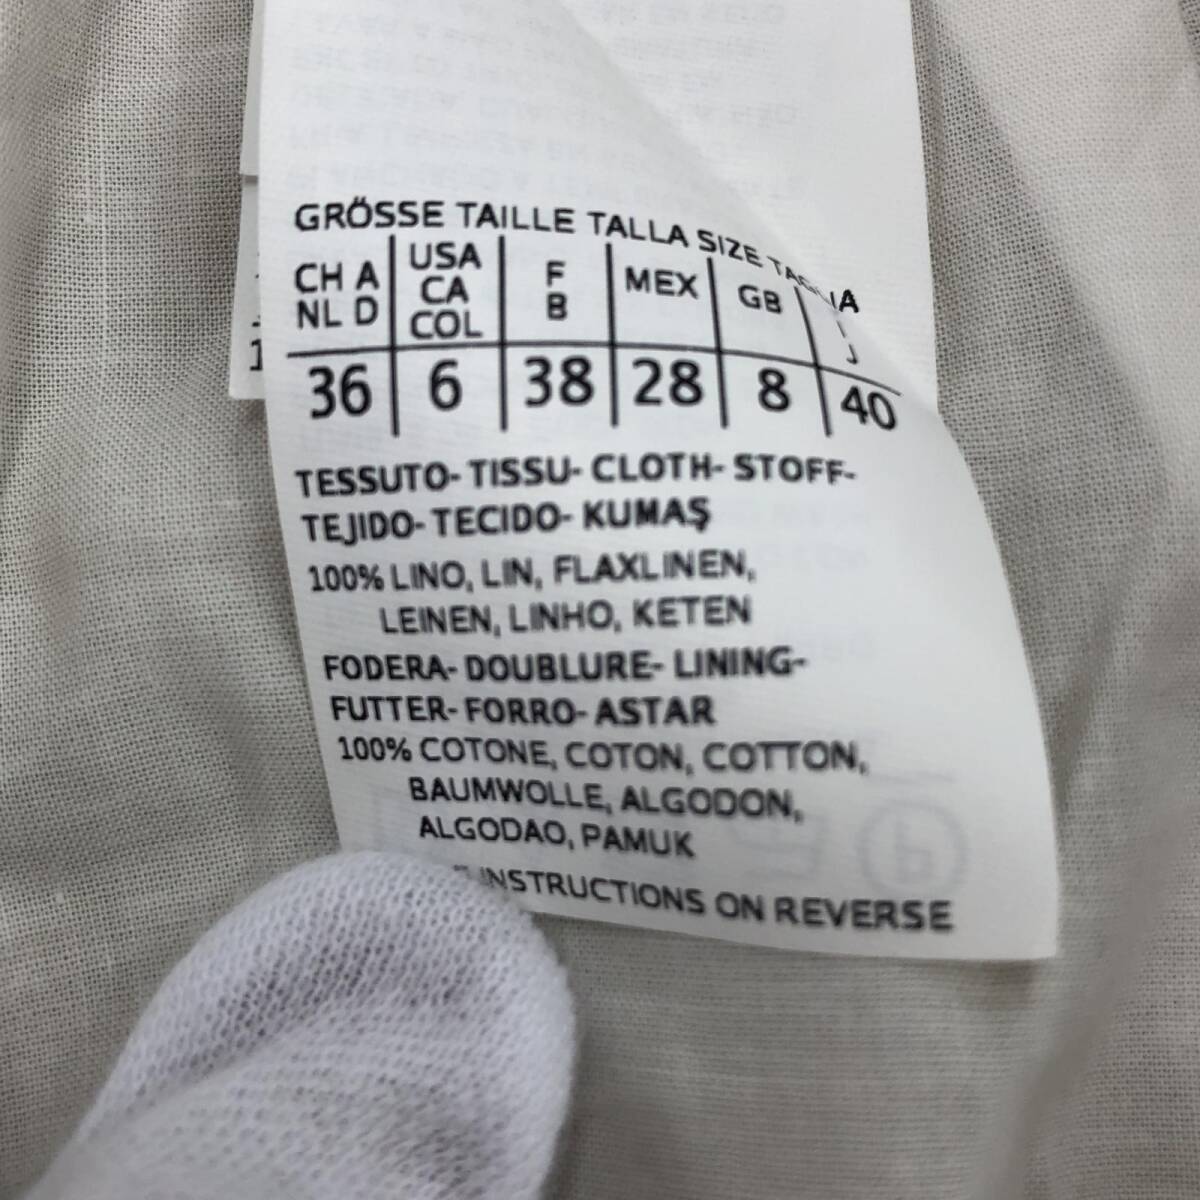 GRÖSSE TAILLE TALLA SIZE TAGLIA
CH A NL D | USA CA COL | F B | MEX | GB | I J
36 | 6 | 38 | 28 | 8 | 40
TESSUTO- TISSU- CLOTH- STOFF-
TEJIDO- TECIDO- KUMAŞ
100% LINO, LIN, FLAXLINEN,
LEINEN, LINHO, KETEN
FODERA- DOUBLURE- LINING-
FUTTER- FORRO- ASTAR
100% COTONE, COTON, COTTON,
BAUMWOLLE, ALGODON,
ALGODAO, PAMUK
INSTRUCTIONS ON REVERSE